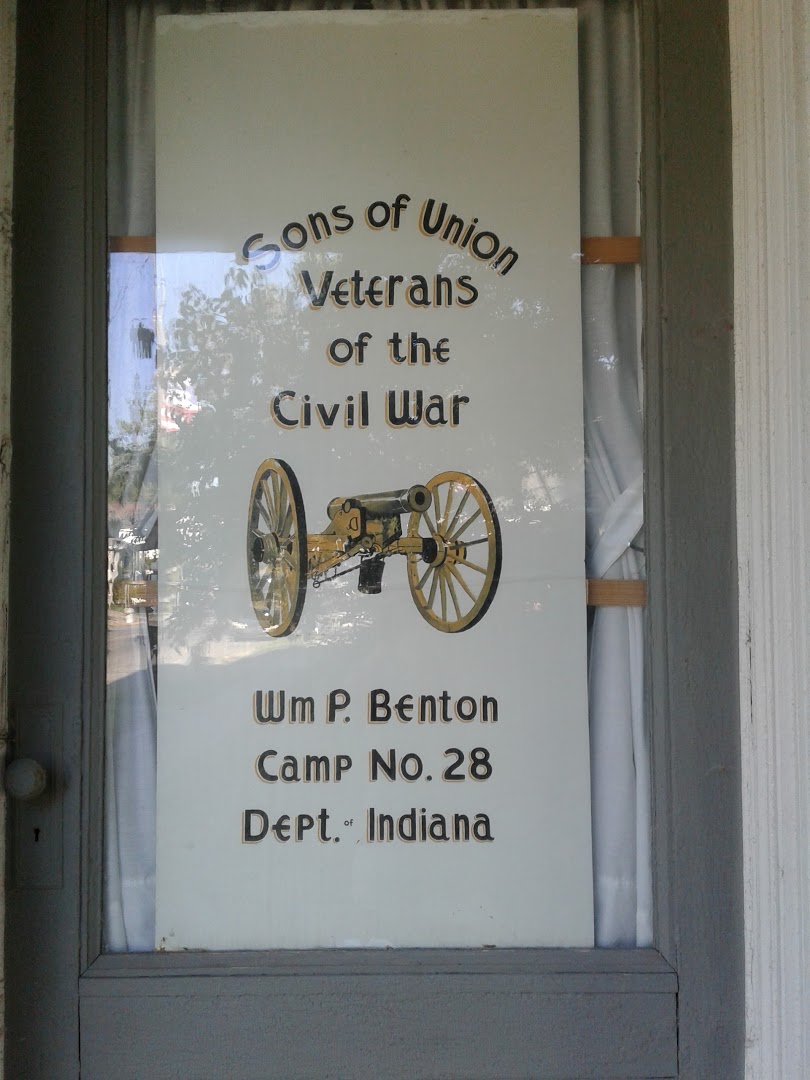 Sons of Union
Veterans
of the
Civil War
Wm P. Benton
Camp No. 28
Dept. of Indiana